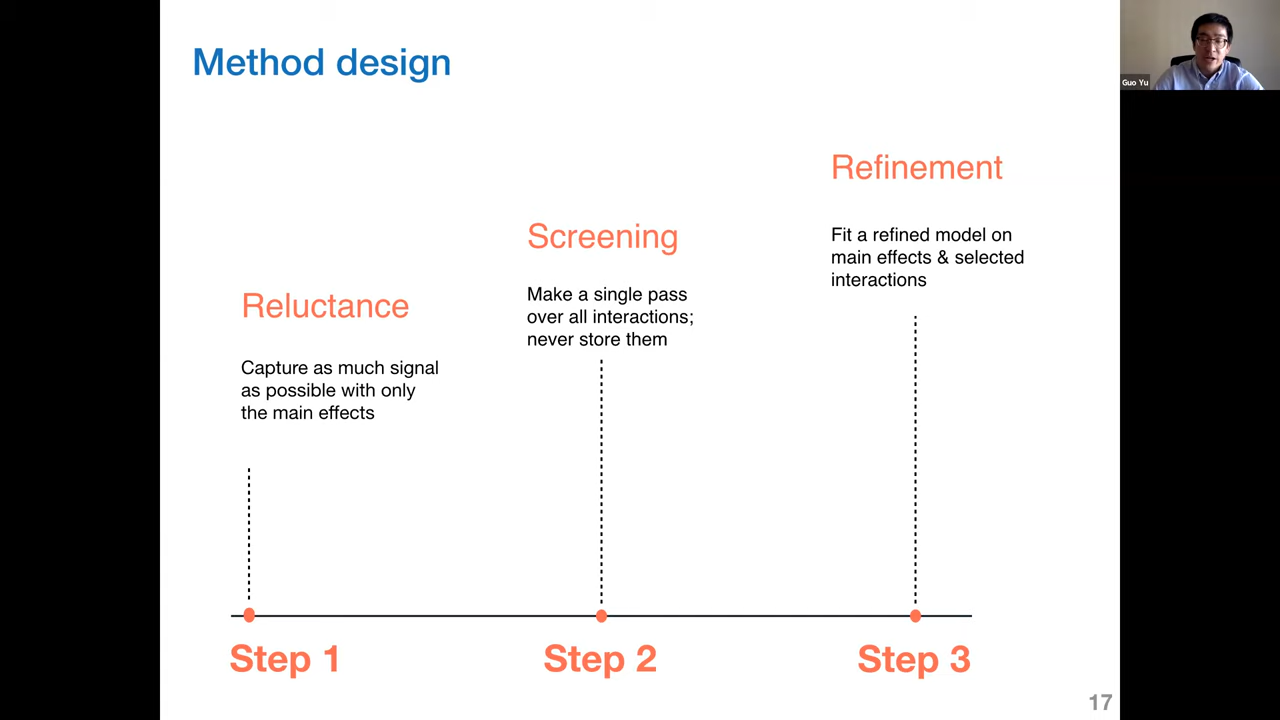 Method design
Guo Yu
Refinement
Fit a refined model on
main effects & selected
interactions
Screening
Make a single pass
over all interactions;
never store them
Reluctance
Capture as much signal
as possible with only
the main effects
Step 1
Step 2
Step 3
17